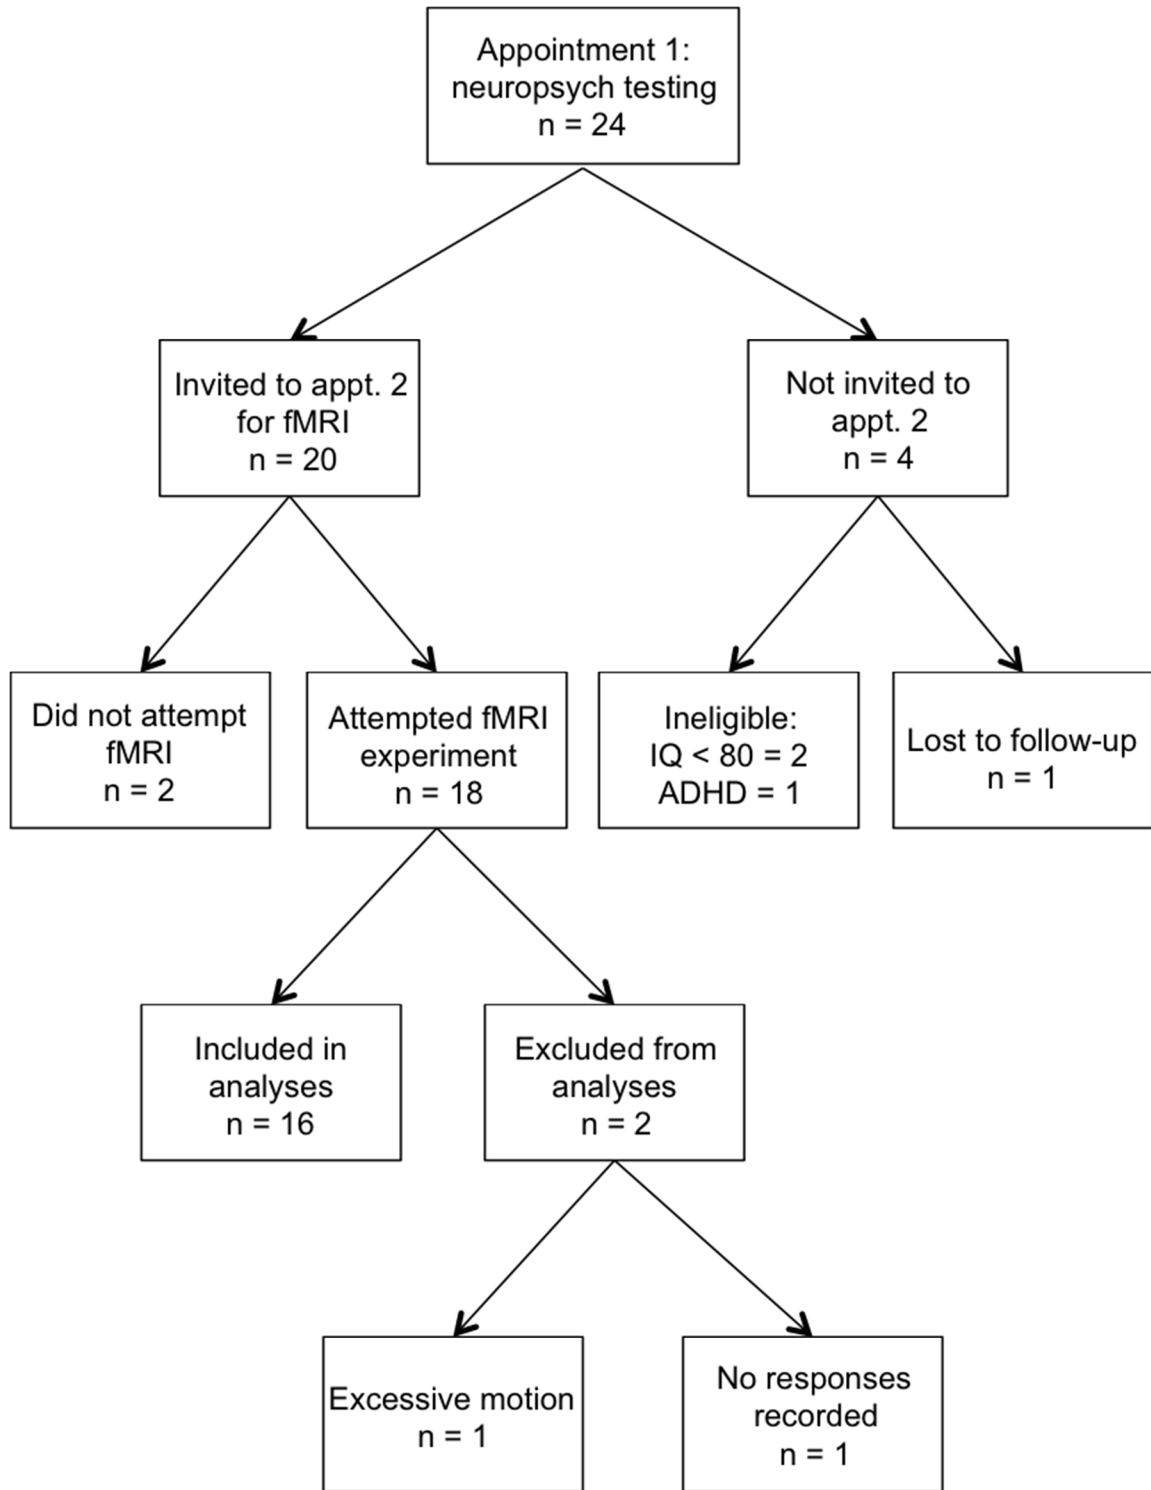 Appointment 1:
neuropsych testing
n = 24
Invited to appt. 2
for fMRI
n = 20
Not invited to
appt. 2
n = 4
Did not attempt
fMRI
n = 2
Attempted fMRI
experiment
n = 18
Ineligible:
IQ < 80 = 2
ADHD = 1
Lost to follow-up
n = 1
Included in
analyses
n = 16
Excluded from
analyses
n = 2
Excessive motion
n = 1
No responses
recorded
n = 1